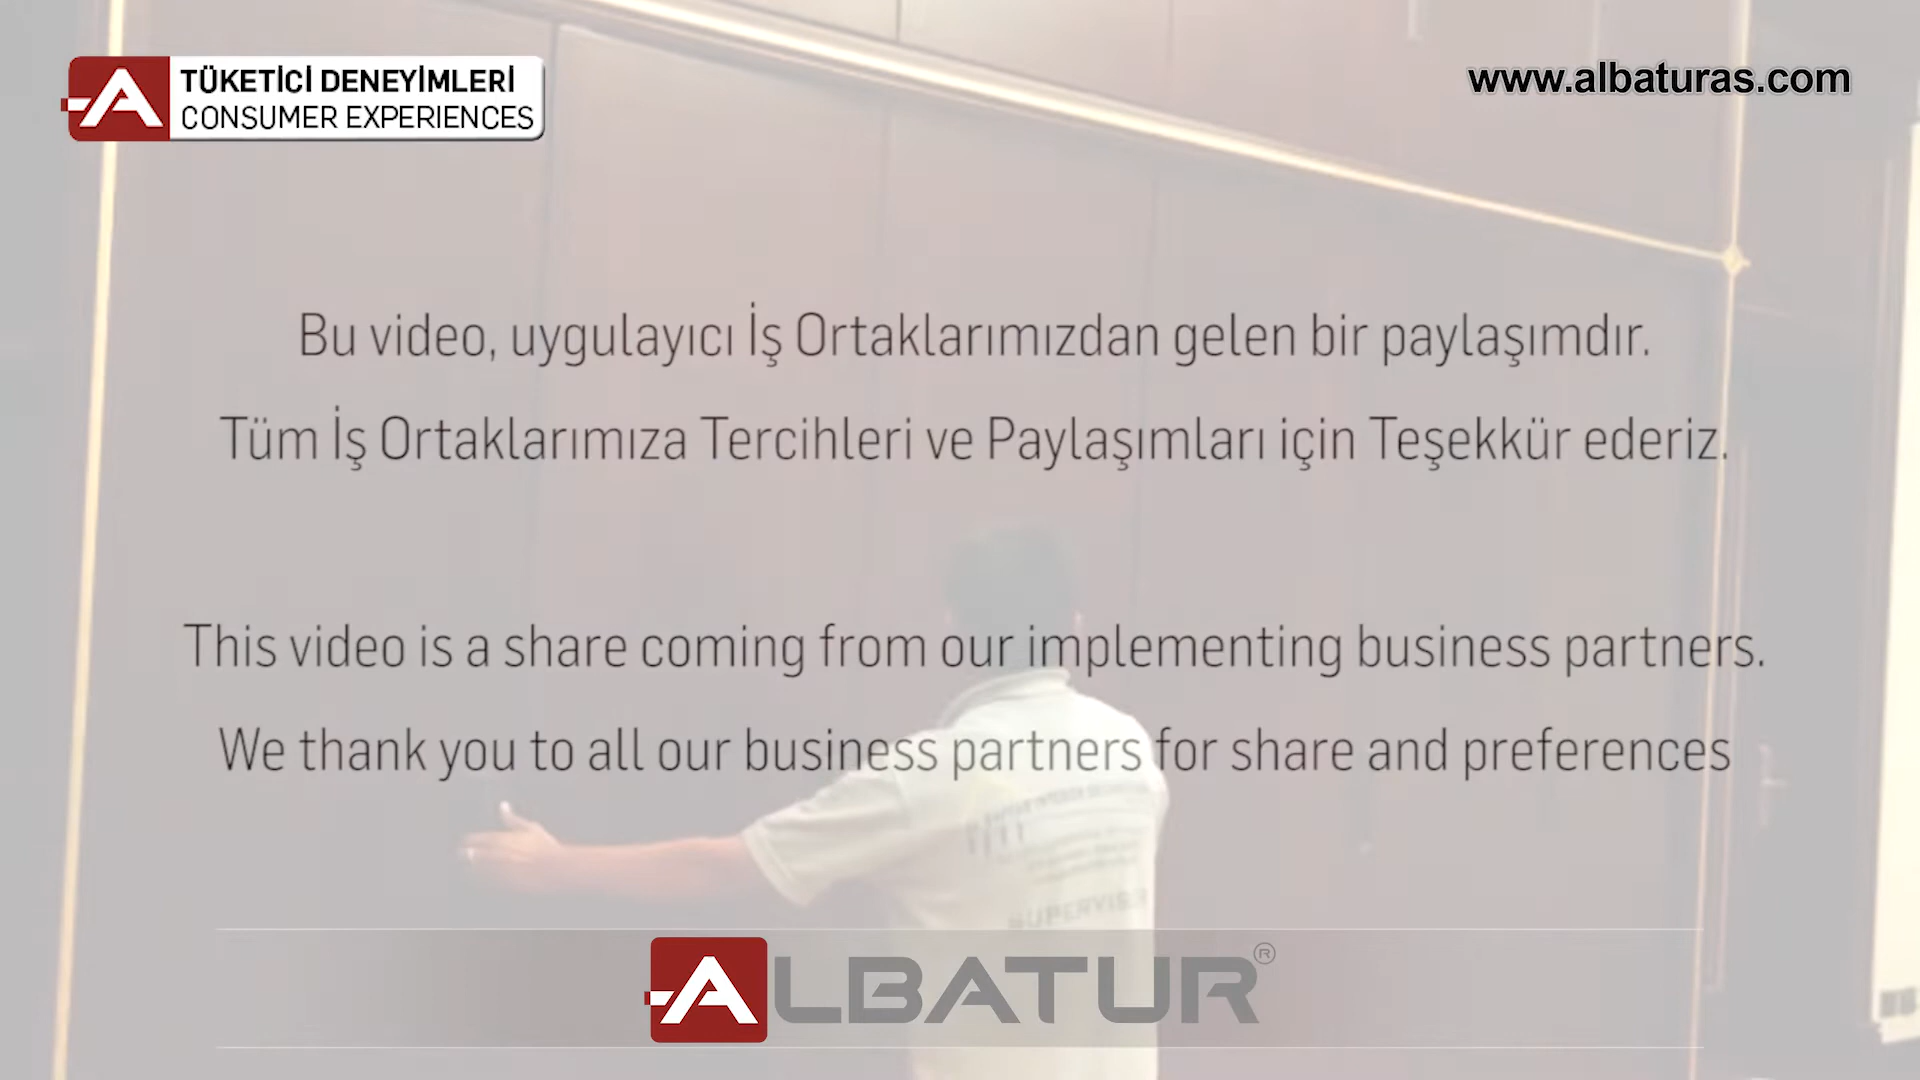 TÜKETİCİ DENEYİMLERİ
CONSUMER EXPERIENCES
www.albaturas.com
Bu video, uygulayıcı İş Ortaklarımızdan gelen bir paylaşımdır.
Tüm İş Ortaklarımıza Tercihleri ve Paylaşımları için Teşekkür ederiz.
This video is a share coming from our implementing business partners.
We thank you to all our business partners for share and preferences
SUPERVISOR
ALBATUR®